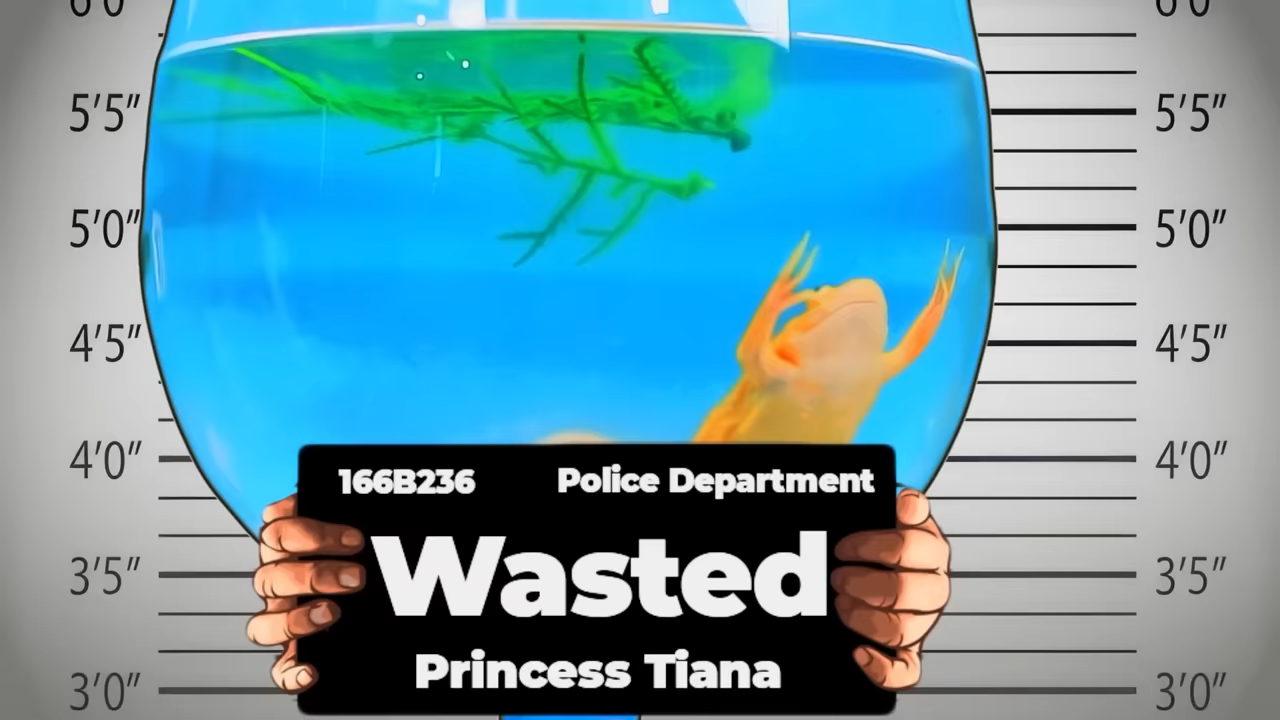 6'0" 6'0"
5'5" 5'5"
5'0" 5'0"
4'5" 4'5"
4'0" 4'0"
166B236 Police Department
Wasted
3'5" 3'5"
Princess Tiana
3'0" 3'0"